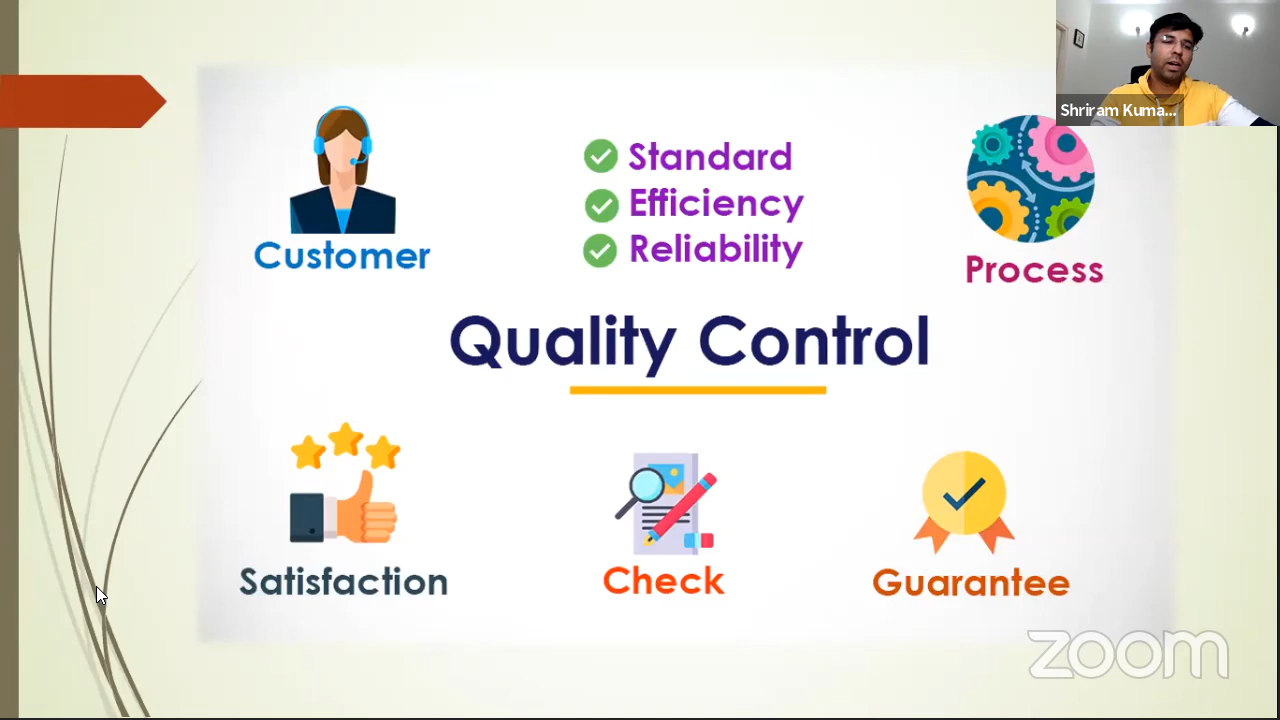 Shriram Kuma...
Standard
Efficiency
Reliability
Customer
Process
Quality Control
Satisfaction
Check
Guarantee
zoom